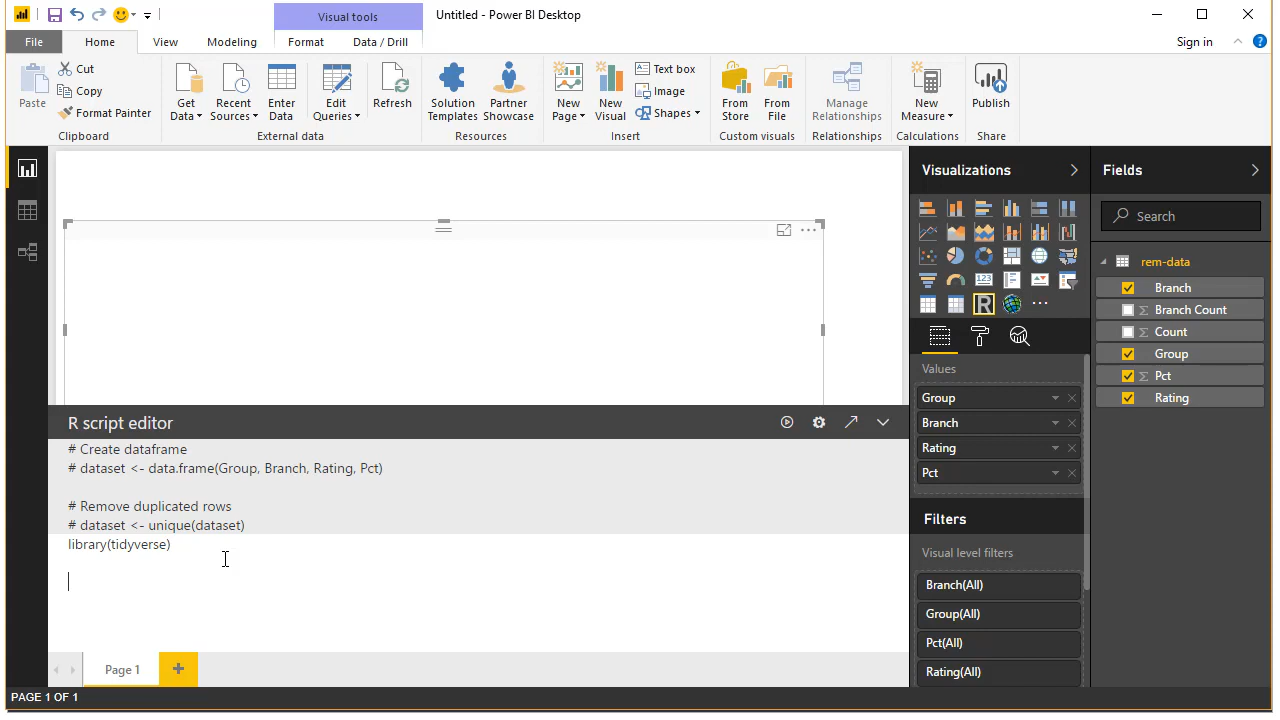 Visual tools
Untitled - Power BI Desktop
File
Home
View
Modeling
Format
Data / Drill
Sign in
Paste
Cut
Copy
Format Painter
Get Data
Recent Sources
Enter Data
Edit Queries
Refresh
Solution Templates
Partner Showcase
New Page
New Visual
Text box
Image
Shapes
From Store
From File
Manage Relationships
New Measure
Publish
Clipboard
External data
Resources
Insert
Custom visuals
Relationships
Calculations
Share
Visualizations
123
R
Values
Group
Branch
Rating
Pct
Filters
Visual level filters
Branch(All)
Group(All)
Pct(All)
Rating(All)
Fields
Search
rem-data
Branch
Σ Branch Count
Σ Count
Group
Σ Pct
Rating
R script editor
# Create dataframe
# dataset <- data.frame(Group, Branch, Rating, Pct)
# Remove duplicated rows
# dataset <- unique(dataset)
library(tidyverse)
Page 1
+
PAGE 1 OF 1